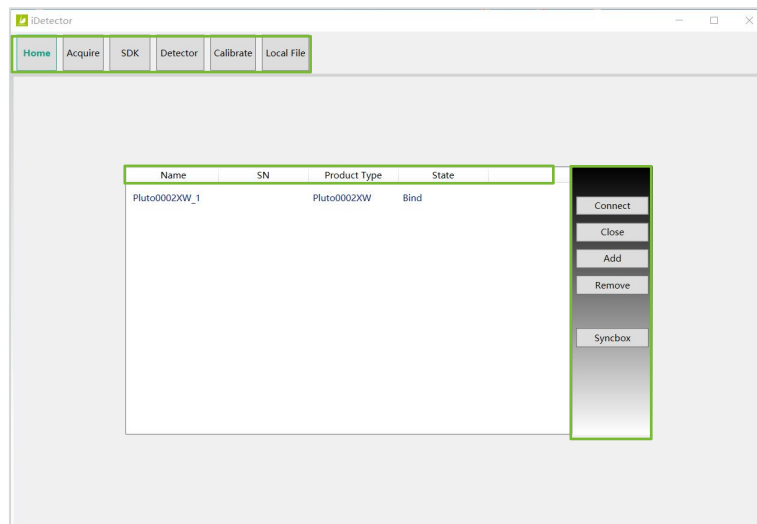 iDetector
Home Acquire SDK Detector Calibrate Local File
Name SN Product Type State
Pluto0002XW_1 Pluto0002XW Bind
Connect
Close
Add
Remove
Syncbox